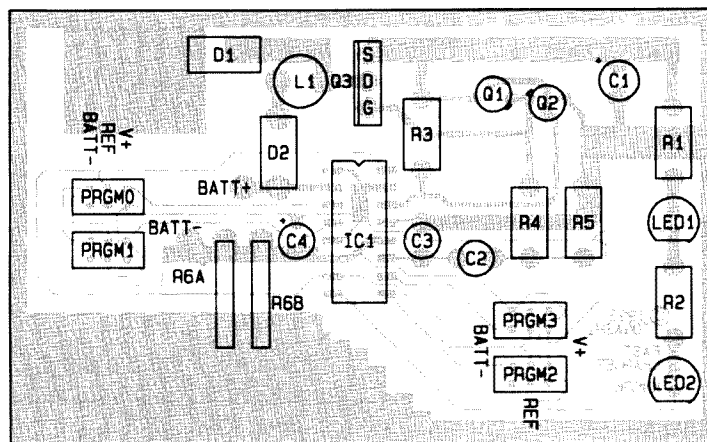 D1
L1
Q3
S
D
G
R3
Q1
Q2
C1
R1
V+
REF
BATT-
D2
BATT+
PRGM0
BATT-
PRGM1
C4
IC1
C3
C2
R4
R5
LED1
R6A
R6B
R2
PRGM3
V+
BATT-
PRGM2
REF
LED2